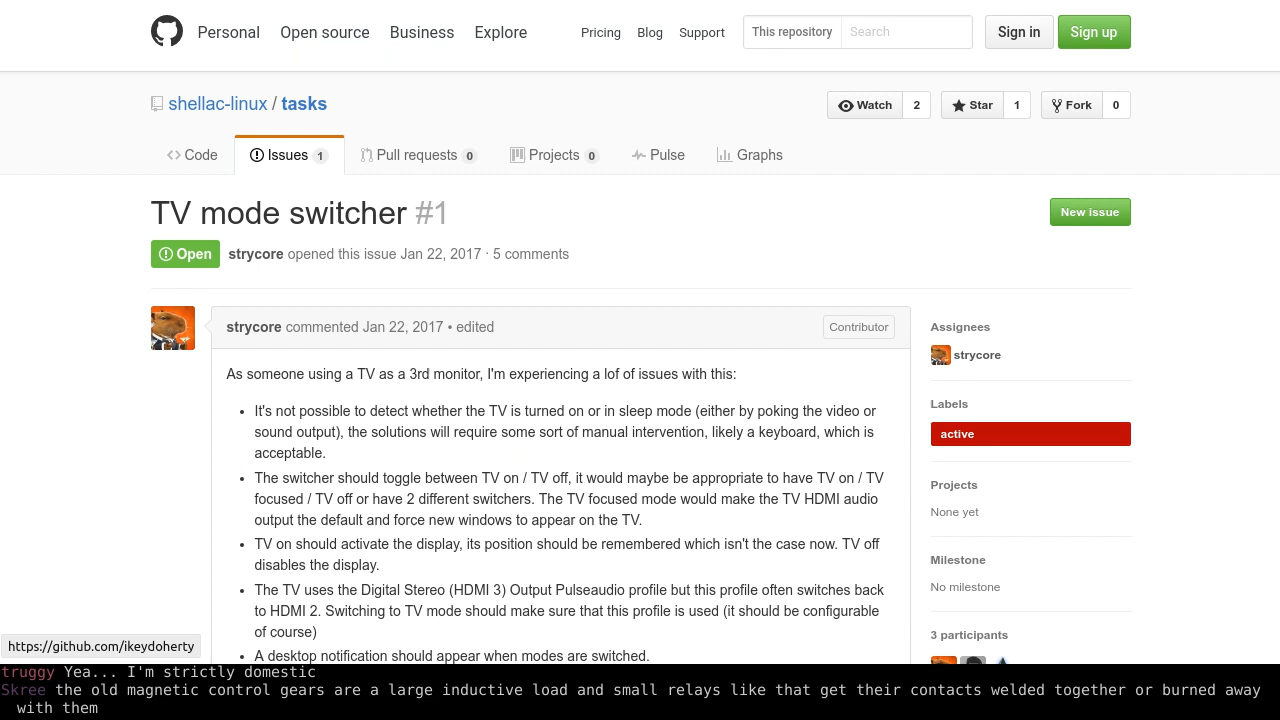 Personal Open source Business Explore Pricing Blog Support This repository Search Sign in Sign up
shellac-linux / tasks Watch 2 Star 1 Fork 0
Code Issues 1 Pull requests 0 Projects 0 Pulse Graphs
TV mode switcher #1 New issue
Open strycore opened this issue Jan 22, 2017 · 5 comments
strycore commented Jan 22, 2017 • edited Contributor
As someone using a TV as a 3rd monitor, I'm experiencing a lof of issues with this:
• It's not possible to detect whether the TV is turned on or in sleep mode (either by poking the video or
sound output), the solutions will require some sort of manual intervention, likely a keyboard, which is
acceptable.
• The switcher should toggle between TV on / TV off, it would maybe be appropriate to have TV on / TV
focused / TV off or have 2 different switchers. The TV focused mode would make the TV HDMI audio
output the default and force new windows to appear on the TV.
• TV on should activate the display, its position should be remembered which isn't the case now. TV off
disables the display.
• The TV uses the Digital Stereo (HDMI 3) Output Pulseaudio profile but this profile often switches back
to HDMI 2. Switching to TV mode should make sure that this profile is used (it should be configurable
of course)
• A desktop notification should appear when modes are switched.
Assignees
strycore
Labels
active
Projects
None yet
Milestone
No milestone
3 participants
https://github.com/ikeydoherty
truggy Yea... I'm strictly domestic
Skree the old magnetic control gears are a large inductive load and small relays like that get their contacts welded together or burned away
with them